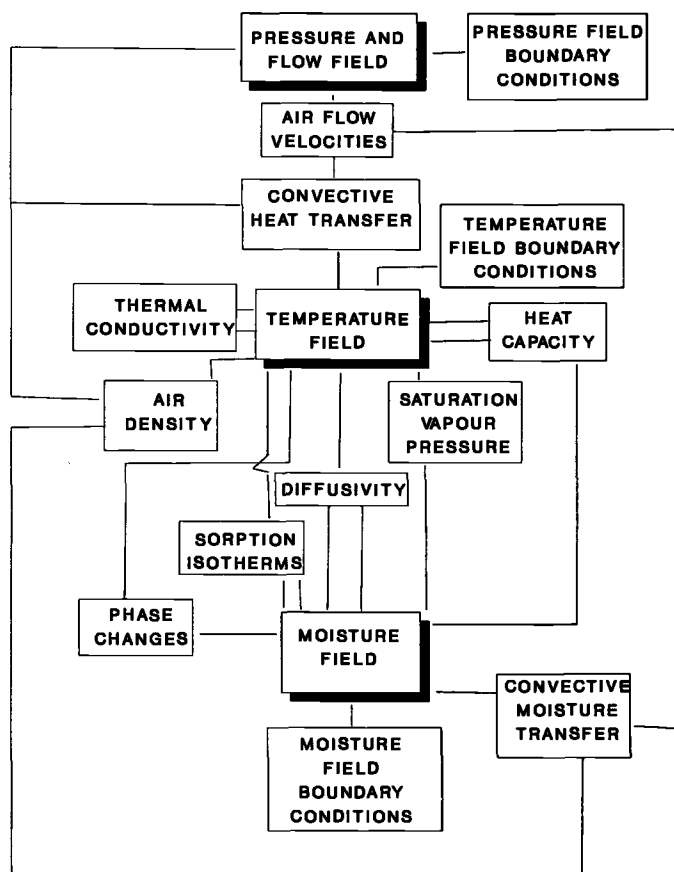 PRESSURE AND
FLOW FIELD
PRESSURE FIELD
BOUNDARY
CONDITIONS
AIR FLOW
VELOCITIES
CONVECTIVE
HEAT TRANSFER
TEMPERATURE
FIELD BOUNDARY
CONDITIONS
THERMAL
CONDUCTIVITY
TEMPERATURE
FIELD
HEAT
CAPACITY
AIR
DENSITY
SATURATION
VAPOUR
PRESSURE
DIFFUSIVITY
SORPTION
ISOTHERMS
PHASE
CHANGES
MOISTURE
FIELD
CONVECTIVE
MOISTURE
TRANSFER
MOISTURE
FIELD
BOUNDARY
CONDITIONS